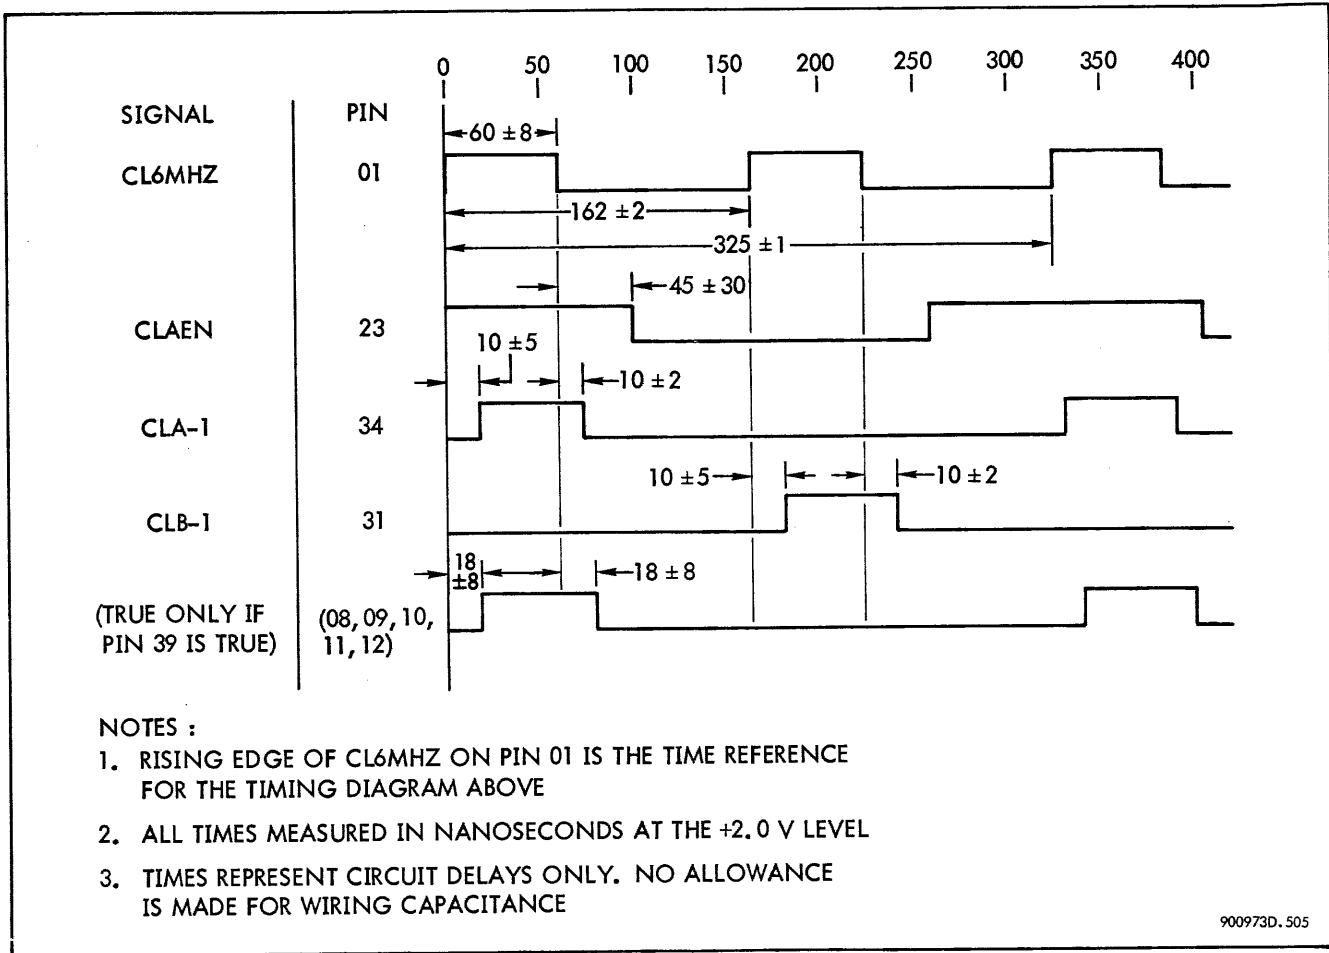 0 50 100 150 200 250 300 350 400
SIGNAL PIN
60 ±8
CL6MHZ 01
162 ±2
325 ±1
45 ±30
CLAEN 23
10 ±5
10 ±2
CLA-1 34
10 ±5 10 ±2
CLB-1 31
18 ±8 18 ±8
(TRUE ONLY IF PIN 39 IS TRUE) (08, 09, 10, 11, 12)
NOTES :
1. RISING EDGE OF CL6MHZ ON PIN 01 IS THE TIME REFERENCE
FOR THE TIMING DIAGRAM ABOVE
2. ALL TIMES MEASURED IN NANOSECONDS AT THE +2.0 V LEVEL
3. TIMES REPRESENT CIRCUIT DELAYS ONLY. NO ALLOWANCE
IS MADE FOR WIRING CAPACITANCE
900973D.505